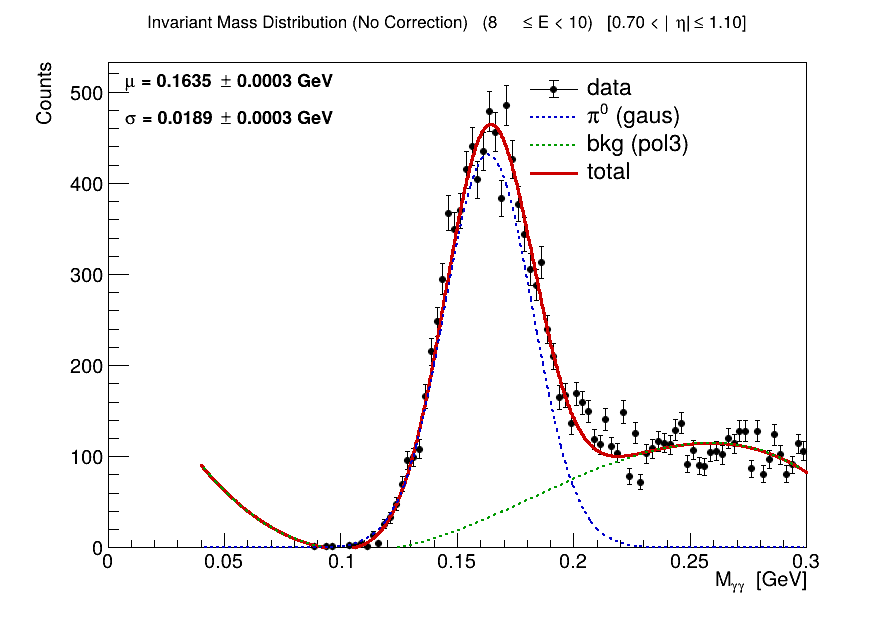 Invariant Mass Distribution (No Correction) (8 ≤ E < 10) [0.70 < | η| ≤ 1.10]
μ = 0.1635 ± 0.0003 GeV
σ = 0.0189 ± 0.0003 GeV
data
π⁰ (gaus)
bkg (pol3)
total
Counts
500
400
300
200
100
0
0 0.05 0.1 0.15 0.2 0.25 0.3
M_γγ [GeV]